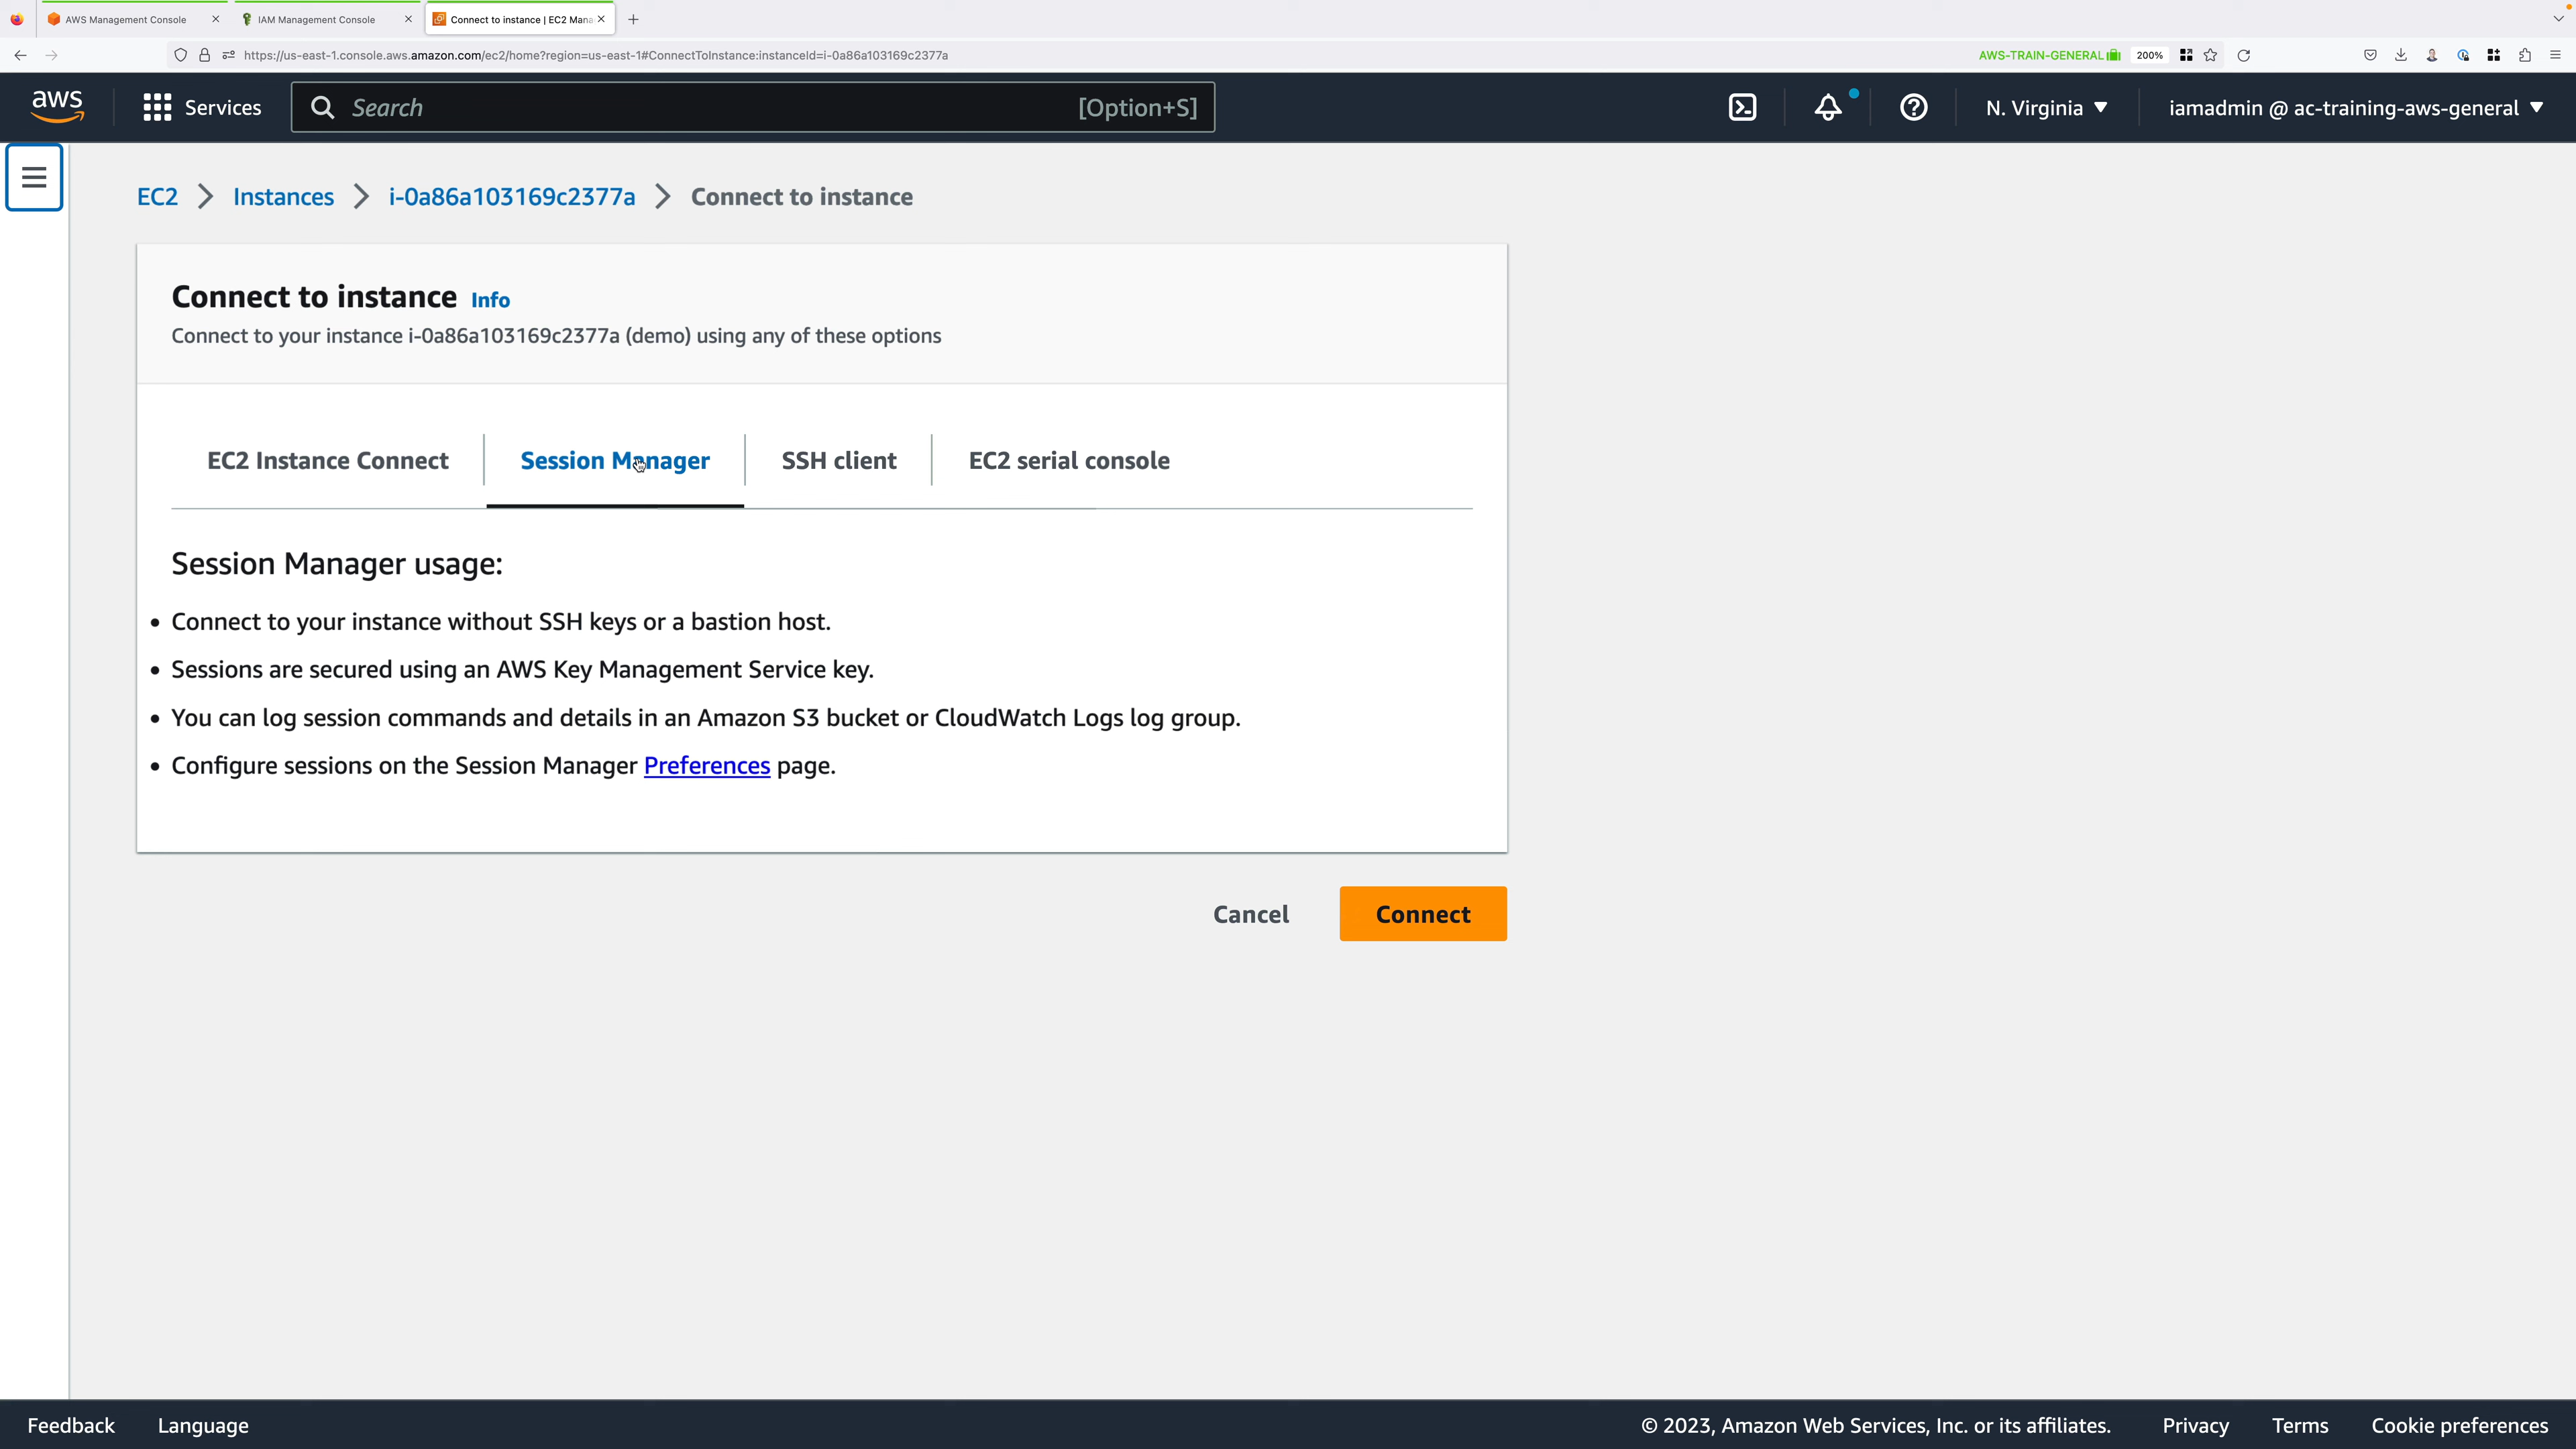 AWS Management Console
IAM Management Console
Connect to instance | EC2 Mana
https://us-east-1.console.aws.amazon.com/ec2/home?region=us-east-1#ConnectToInstance:instanceId=i-0a86a103169c2377a
AWS-TRAIN-GENERAL
200%
aws
Services
Search
[Option+S]
N. Virginia
iamadmin @ ac-training-aws-general
EC2
Instances
i-0a86a103169c2377a
Connect to instance
Connect to instance Info
Connect to your instance i-0a86a103169c2377a (demo) using any of these options
EC2 Instance Connect
Session Manager
SSH client
EC2 serial console
Session Manager usage:
• Connect to your instance without SSH keys or a bastion host.
• Sessions are secured using an AWS Key Management Service key.
• You can log session commands and details in an Amazon S3 bucket or CloudWatch Logs log group.
• Configure sessions on the Session Manager Preferences page.
Cancel
Connect
Feedback
Language
© 2023, Amazon Web Services, Inc. or its affiliates.
Privacy
Terms
Cookie preferences